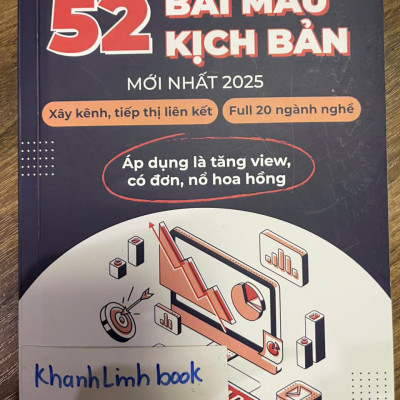 52 BÀI MẪU
KỊCH BẢN
MỚI NHẤT 2025
Xây kênh, tiếp thị liên kết Full 20 ngành nghề
Áp dụng là tăng view,
có đơn, nổ hoa hồng
KhanhLinh book